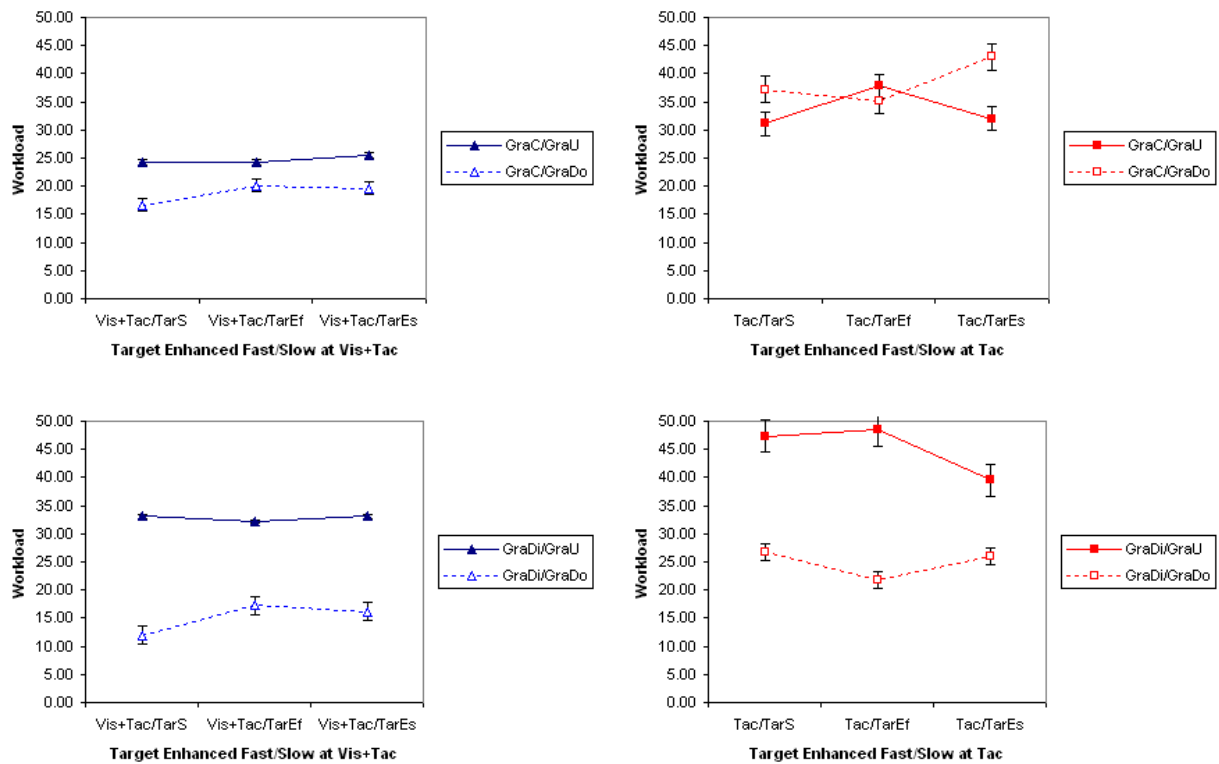 50.00
45.00
40.00
35.00
30.00
25.00
20.00
15.00
10.00
5.00
0.00
Workload
Vis+Tac/TarS Vis+Tac/TarEf Vis+Tac/TarEs
Target Enhanced Fast/Slow at Vis+Tac
GraC/GraU
GraC/GraDo
50.00
45.00
40.00
35.00
30.00
25.00
20.00
15.00
10.00
5.00
0.00
Workload
Tac/TarS Tac/TarEf Tac/TarEs
Target Enhanced Fast/Slow at Tac
GraC/GraU
GraC/GraDo
50.00
45.00
40.00
35.00
30.00
25.00
20.00
15.00
10.00
5.00
0.00
Workload
Vis+Tac/TarS Vis+Tac/TarEf Vis+Tac/TarEs
Target Enhanced Fast/Slow at Vis+Tac
GraDi/GraU
GraDi/GraDo
50.00
45.00
40.00
35.00
30.00
25.00
20.00
15.00
10.00
5.00
0.00
Workload
Tac/TarS Tac/TarEf Tac/TarEs
Target Enhanced Fast/Slow at Tac
GraDi/GraU
GraDi/GraDo